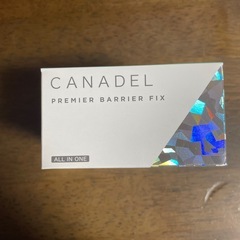 CANADEL
PREMIER BARRIER FIX
ALL IN ONE